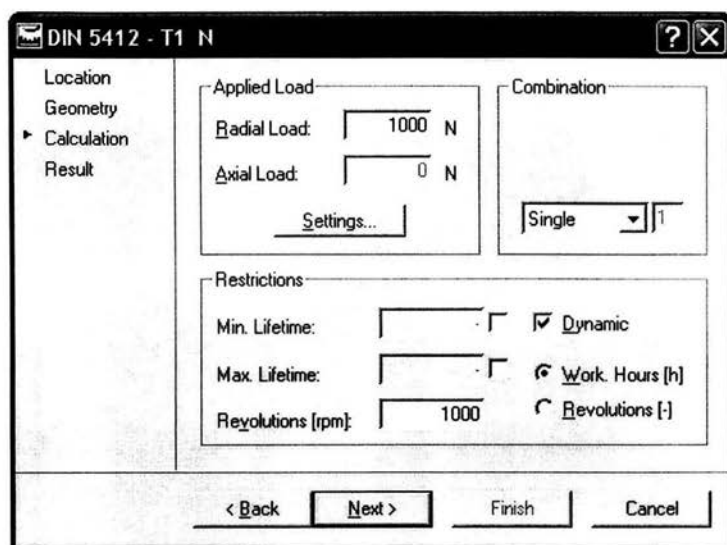 DIN 5412 - T1 N
Location
Geometry
Calculation
Result
Applied Load
Radial Load: 1000 N
Axial Load: 0 N
Settings...
Combination
Single 1
Restrictions
Min. Lifetime: -
Dynamic
Max. Lifetime: -
Work. Hours [h]
Revolutions [rpm]: 1000
Revolutions [-]
< Back Next > Finish Cancel